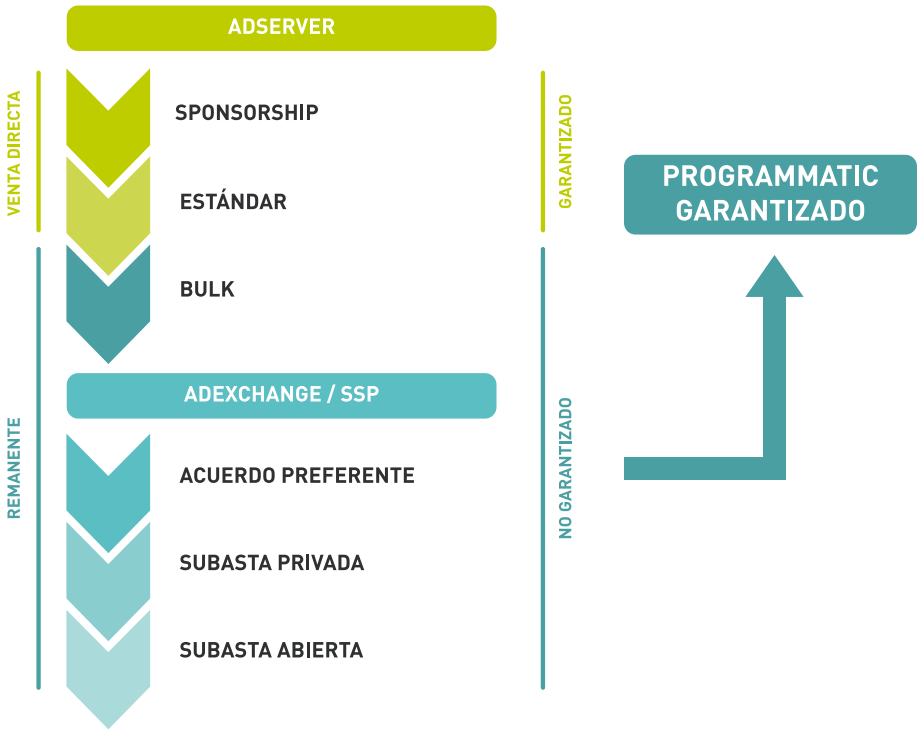 ADSERVER
VENTA DIRECTA
SPONSORSHIP
ESTÁNDAR
GARANTIZADO
PROGRAMMATIC
GARANTIZADO
BULK
ADEXCHANGE / SSP
REMANENTE
ACUERDO PREFERENTE
SUBASTA PRIVADA
SUBASTA ABIERTA
NO GARANTIZADO